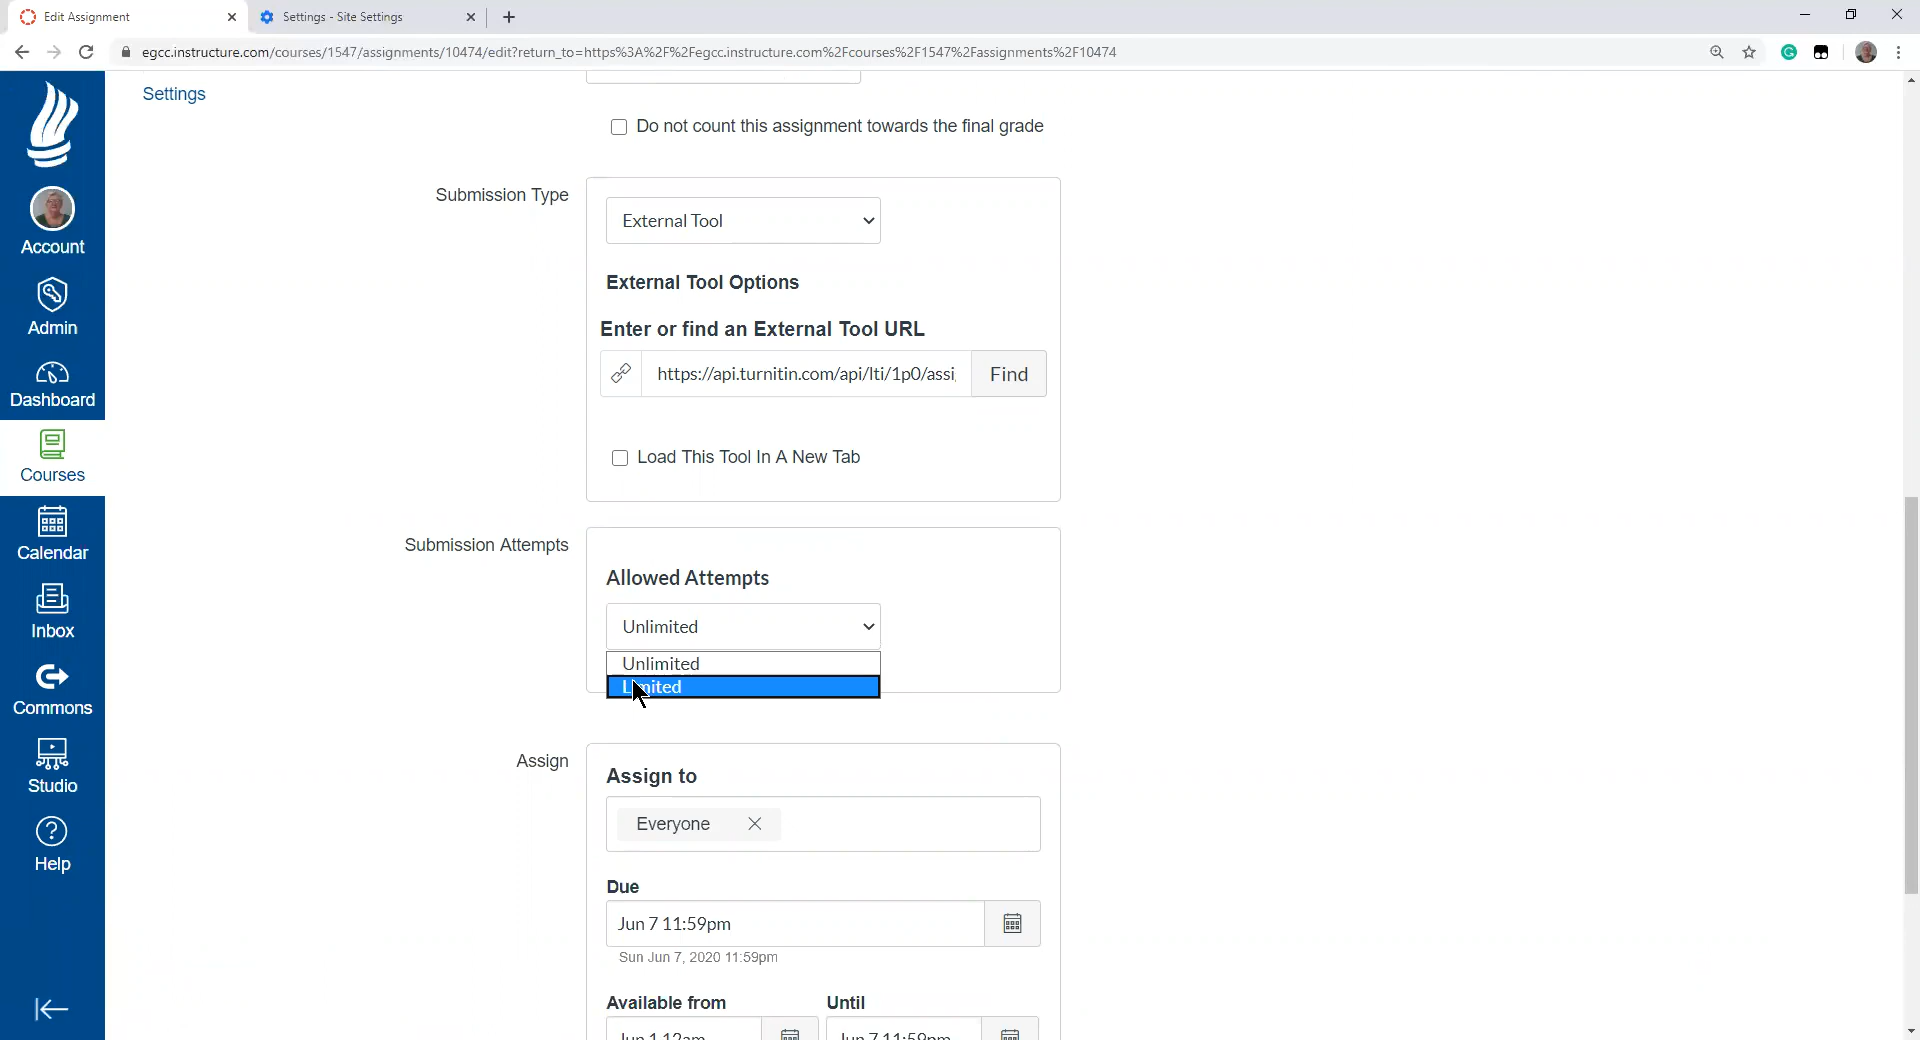 Edit Assignment
Settings - Site Settings
egcc.instructure.com/courses/1547/assignments/10474/edit?return_to=https%3A%2F%2Fegcc.instructure.com%2Fcourses%2F1547%2Fassignments%2F10474
Settings
Do not count this assignment towards the final grade
Submission Type
External Tool
External Tool Options
Enter or find an External Tool URL
https://api.turnitin.com/api/lti/1p0/assi
Find
Load This Tool In A New Tab
Submission Attempts
Allowed Attempts
Unlimited
Unlimited
Limited
Assign
Assign to
Everyone
Due
Jun 7 11:59pm
Sun Jun 7, 2020 11:59pm
Available from
Until
Jun 1 12am
Jun 7 11:59pm
Account
Admin
Dashboard
Courses
Calendar
Inbox
Commons
Studio
Help